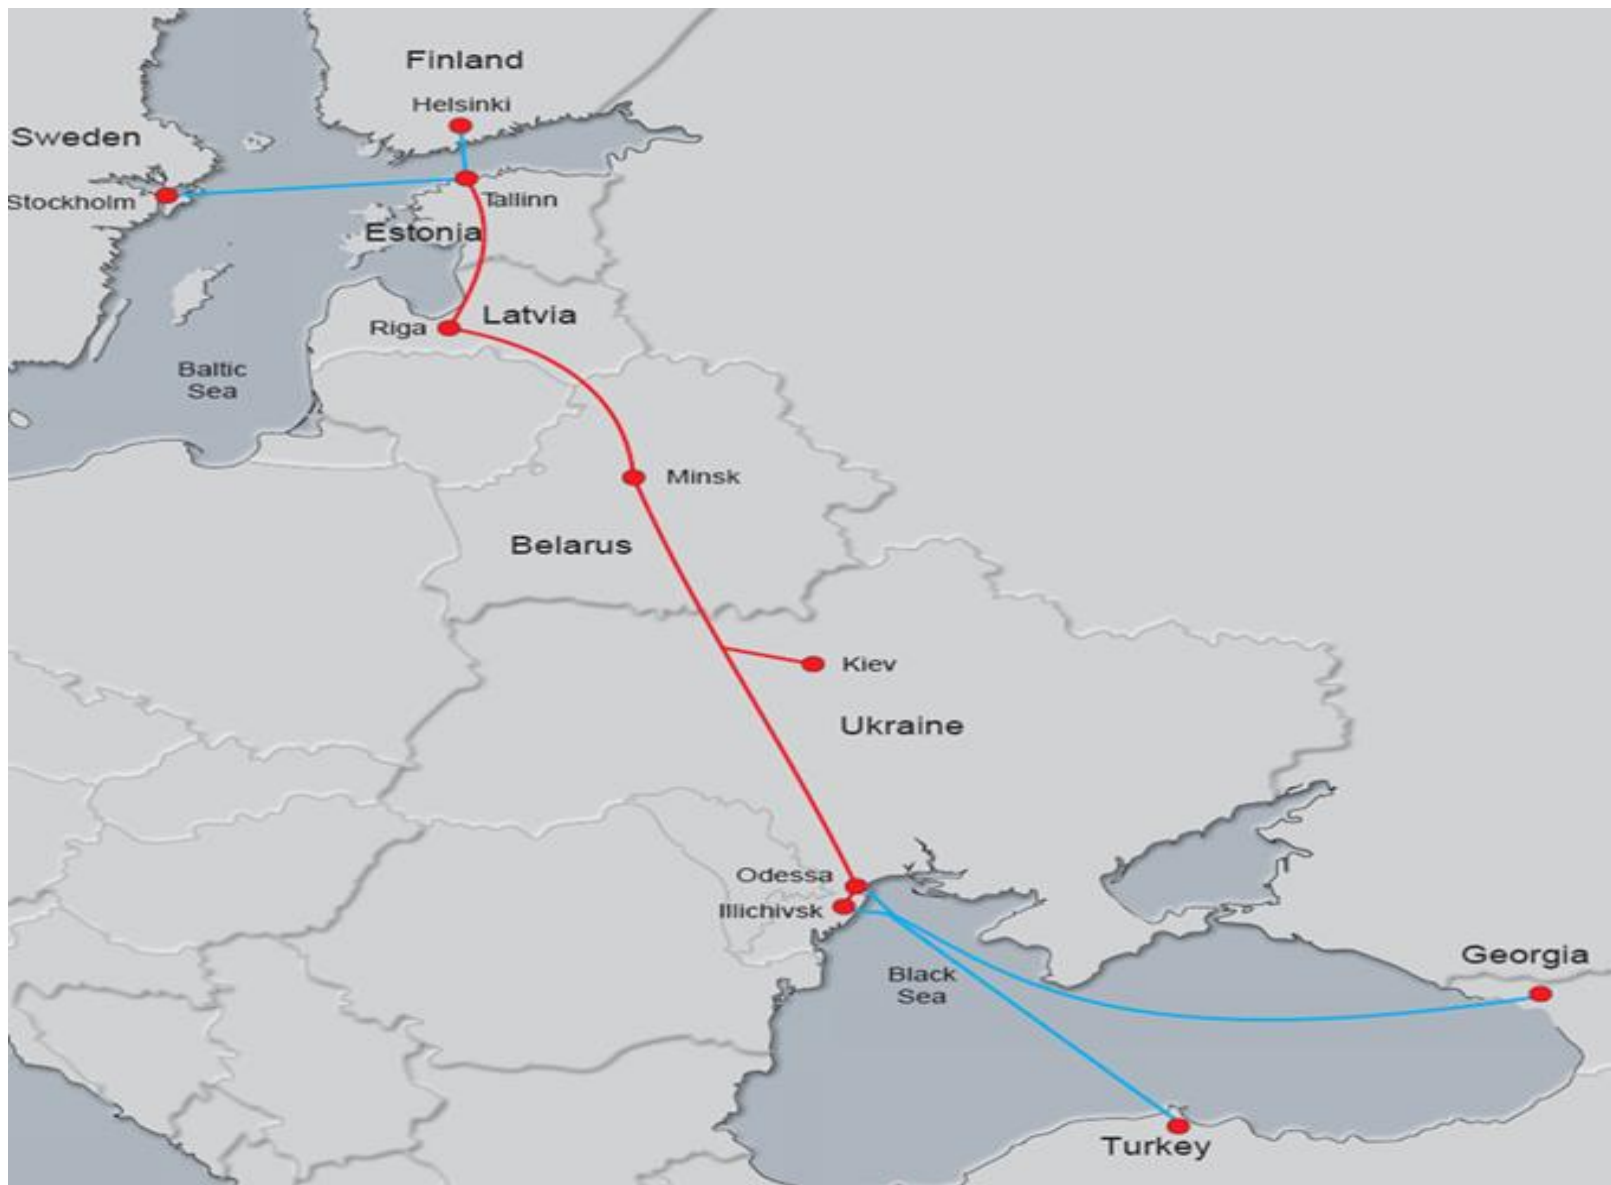 Finland
Helsinki
Sweden
Stockholm
Tallinn
Estonia
Latvia
Riga
Baltic
Sea
Minsk
Belarus
Kiev
Ukraine
Odessa
Illichivsk
Black
Sea
Georgia
Turkey